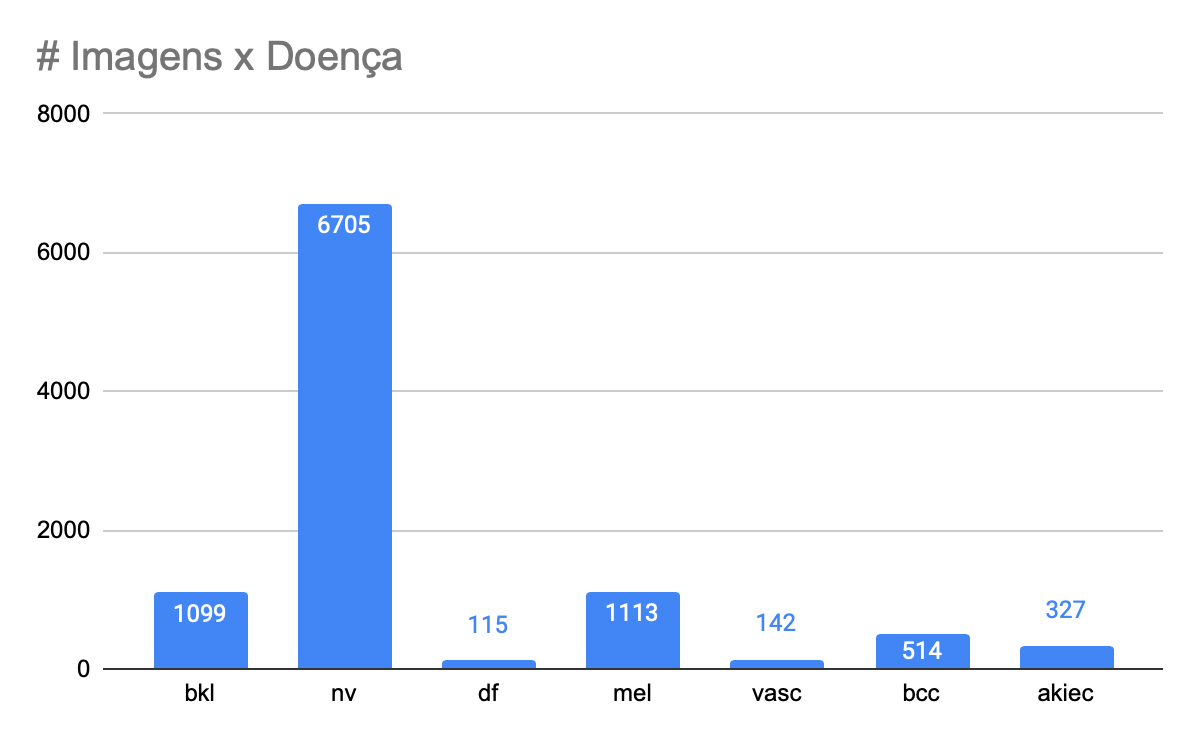 # Imagens x Doença
8000
6000
4000
2000
0
1099
6705
115
1113
142
514
327
bkl
nv
df
mel
vasc
bcc
akiec